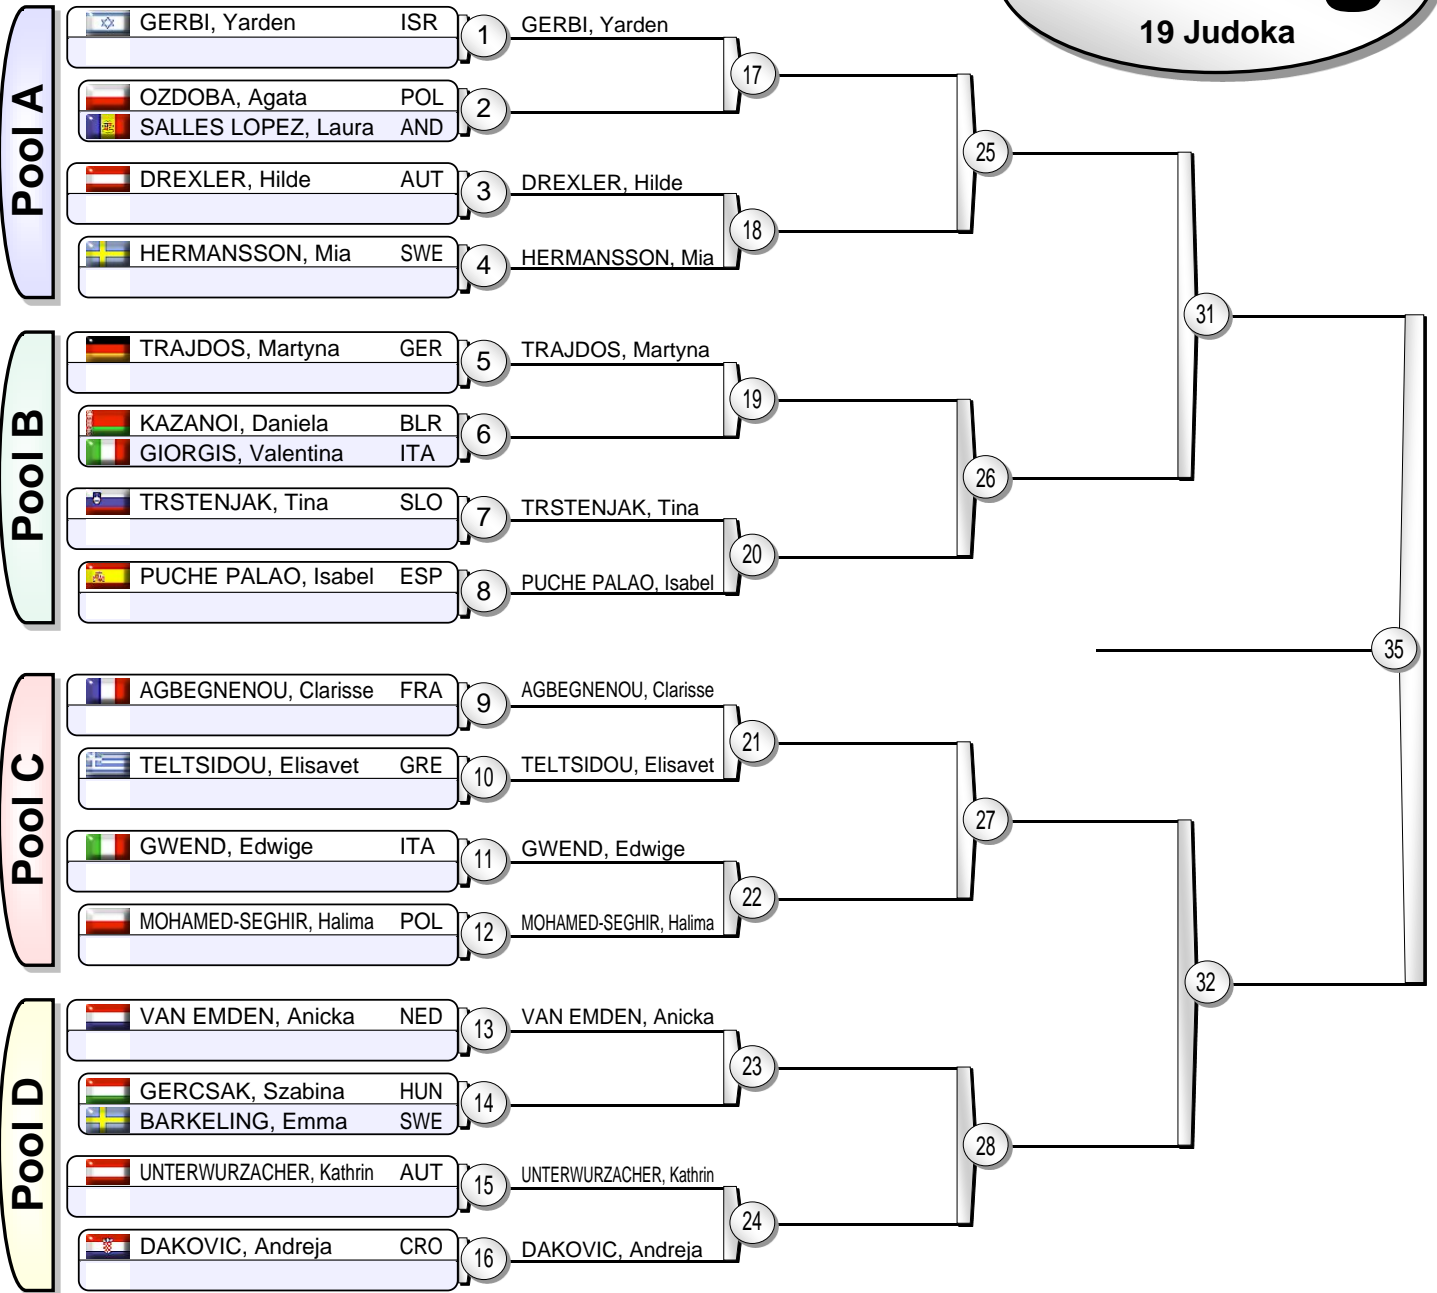 19 Judoka
Pool A
GERBI, Yarden ISR 1 GERBI, Yarden
17
OZDOBA, Agata POL
2
SALLES LOPEZ, Laura AND
25
DREXLER, Hilde AUT 3 DREXLER, Hilde
18
HERMANSSON, Mia SWE 4 HERMANSSON, Mia
31
Pool B
TRAJDOS, Martyna GER 5 TRAJDOS, Martyna
19
KAZANOI, Daniela BLR
6
GIORGIS, Valentina ITA
26
TRSTENJAK, Tina SLO 7 TRSTENJAK, Tina
20
PUCHE PALAO, Isabel ESP 8 PUCHE PALAO, Isabel
35
Pool C
AGBEGNENOU, Clarisse FRA 9 AGBEGNENOU, Clarisse
21
TELTSIDOU, Elisavet GRE 10 TELTSIDOU, Elisavet
27
GWEND, Edwige ITA 11 GWEND, Edwige
22
MOHAMED-SEGHIR, Halima POL 12 MOHAMED-SEGHIR, Halima
32
Pool D
VAN EMDEN, Anicka NED 13 VAN EMDEN, Anicka
23
GERCSAK, Szabina HUN
14
BARKELING, Emma SWE
28
UNTERWURZACHER, Kathrin AUT 15 UNTERWURZACHER, Kathrin
24
DAKOVIC, Andreja CRO 16 DAKOVIC, Andreja